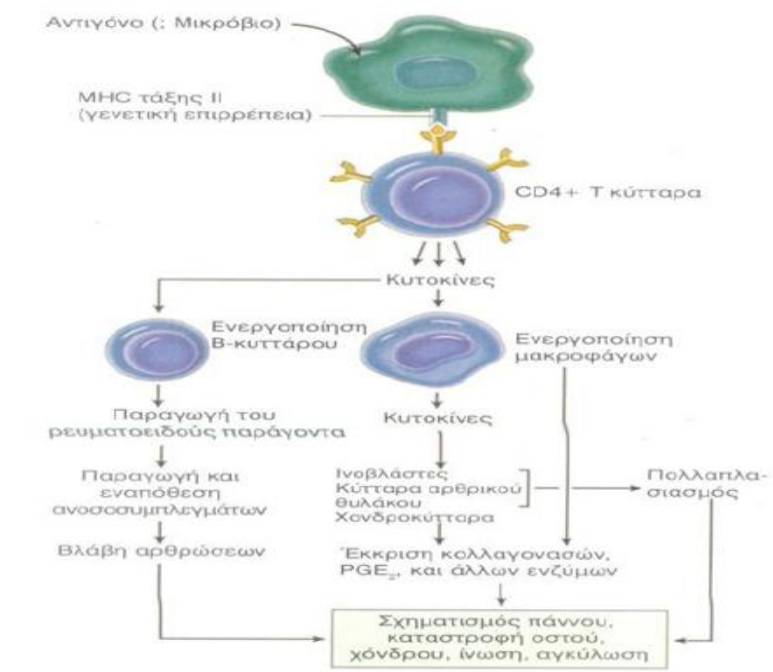 Αντιγόνο (; Μικρόβιο)
MHC τάξης II
(γενετική επιρρέπεια)
CD4+ Τ κύτταρα
Κυτοκίνες
Ενεργοποίηση
Β-κυττάρου
Ενεργοποίηση
μακροφάγων
Παραγωγή του
ρευματοειδούς παράγοντα
Κυτοκίνες
Παραγωγή και
εναπόθεση
ανοσοσυμπλεγμάτων
Ινοβλάστες
Κύτταρα αρθρικού
θυλάκου
Χονδροκύτταρα
Πολλαπλα-
σιασμός
Βλάβη αρθρώσεων
Έκκριση κολλαγονασών,
PGE₂, και άλλων ενζύμων
Σχηματισμός πάννου,
καταστροφή οστού,
χόνδρου, ίνωση, αγκύλωση